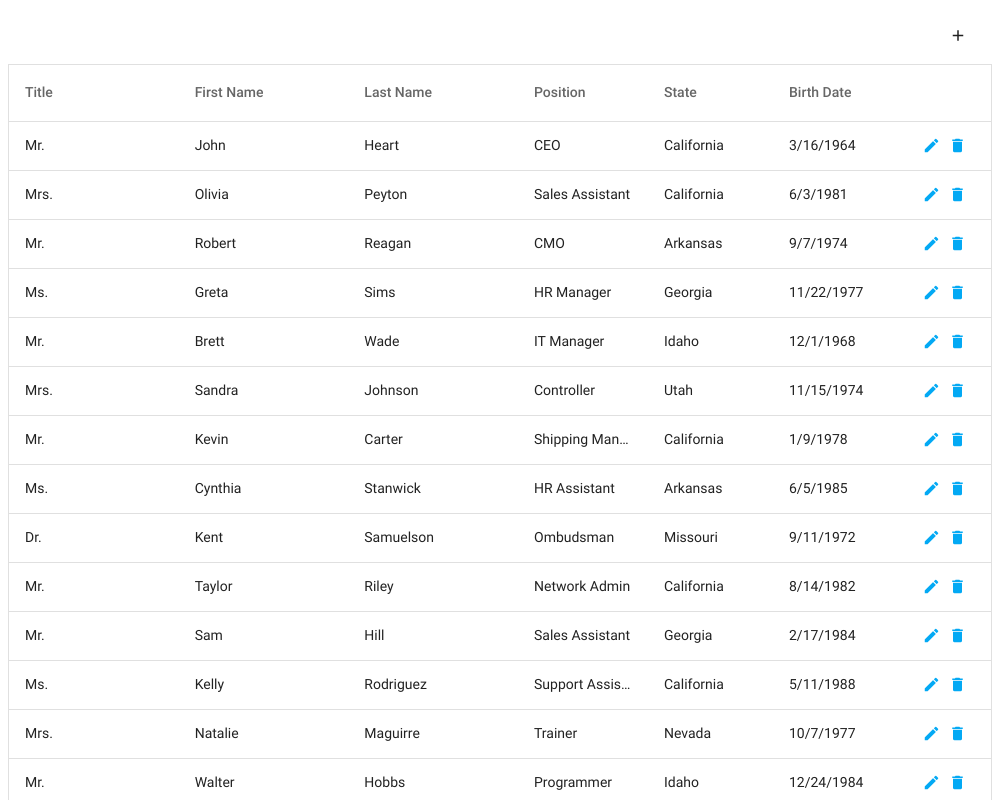 +
Title First Name Last Name Position State Birth Date
Mr. John Heart CEO California 3/16/1964
Mrs. Olivia Peyton Sales Assistant California 6/3/1981
Mr. Robert Reagan CMO Arkansas 9/7/1974
Ms. Greta Sims HR Manager Georgia 11/22/1977
Mr. Brett Wade IT Manager Idaho 12/1/1968
Mrs. Sandra Johnson Controller Utah 11/15/1974
Mr. Kevin Carter Shipping Man... California 1/9/1978
Ms. Cynthia Stanwick HR Assistant Arkansas 6/5/1985
Dr. Kent Samuelson Ombudsman Missouri 9/11/1972
Mr. Taylor Riley Network Admin California 8/14/1982
Mr. Sam Hill Sales Assistant Georgia 2/17/1984
Ms. Kelly Rodriguez Support Assis... California 5/11/1988
Mrs. Natalie Maguirre Trainer Nevada 10/7/1977
Mr. Walter Hobbs Programmer Idaho 12/24/1984